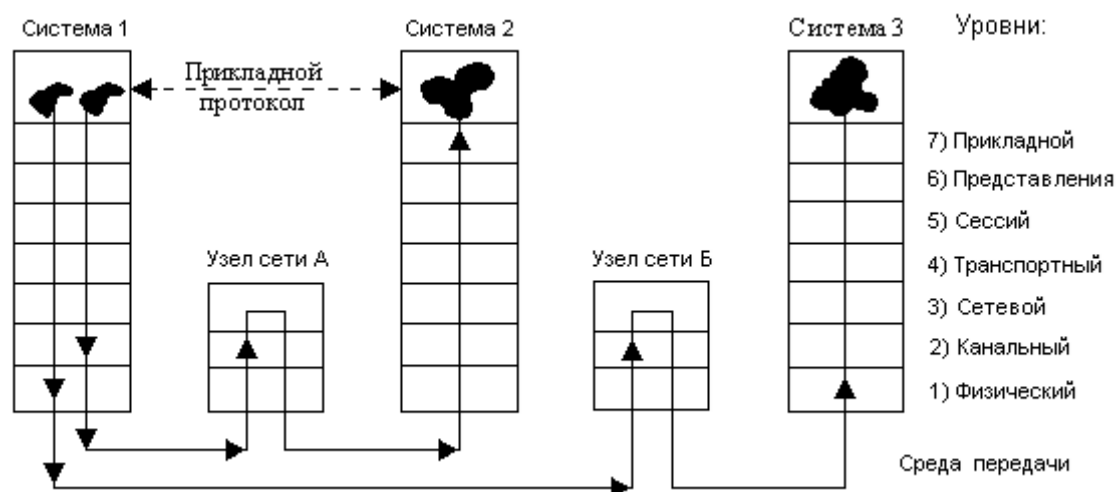 Система 1
Система 2
Система 3
Уровни:
Прикладной
протокол
7) Прикладной
6) Представления
5) Сессий
Узел сети А
Узел сети Б
4) Транспортный
3) Сетевой
2) Канальный
1) Физический
Среда передачи